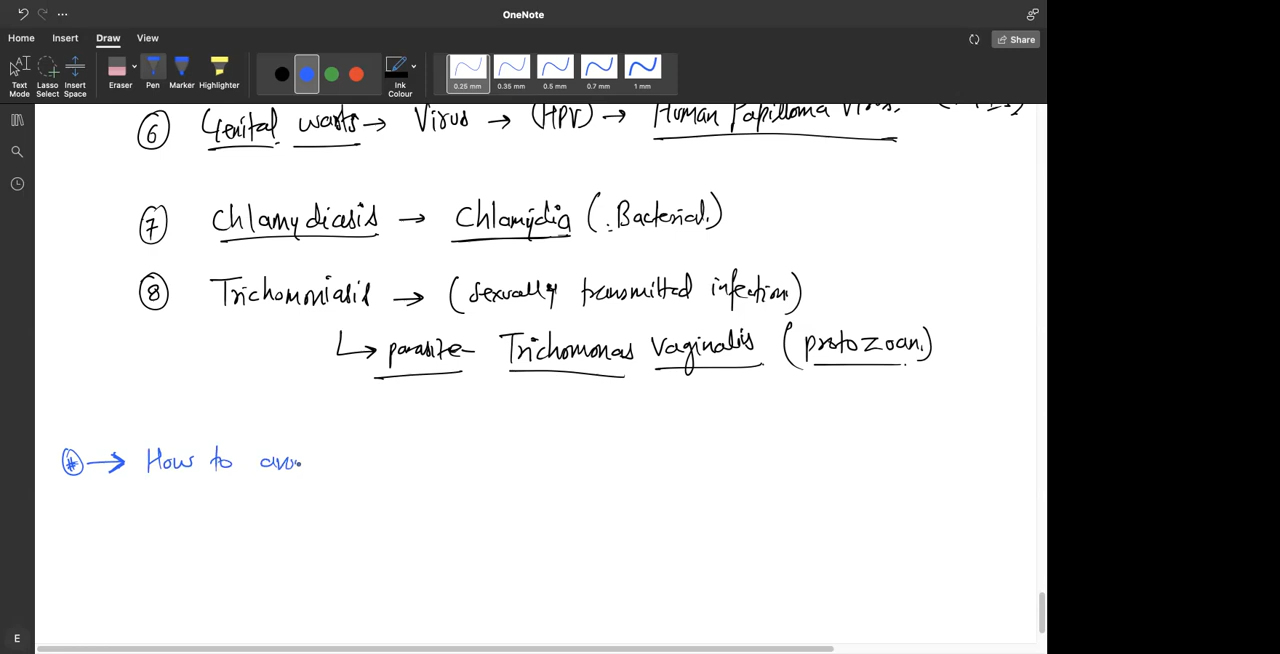 OneNote
Home Insert Draw View
Share
Text Mode Lasso Select Insert Space Eraser Pen Marker Highlighter Ink Colour 0.25 mm 0.35 mm 0.5 mm 0.7 mm 1 mm
6 Genital warts → Virus → (HPV) → Human Papilloma Virus.
7 Chlamydiasis → Chlamydia (Bacterial.)
8 Trichomoniasis → (sexually transmitted infection)
↳ parasite Trichomonas vaginalis (protozoan.)
* → How to avoi
E